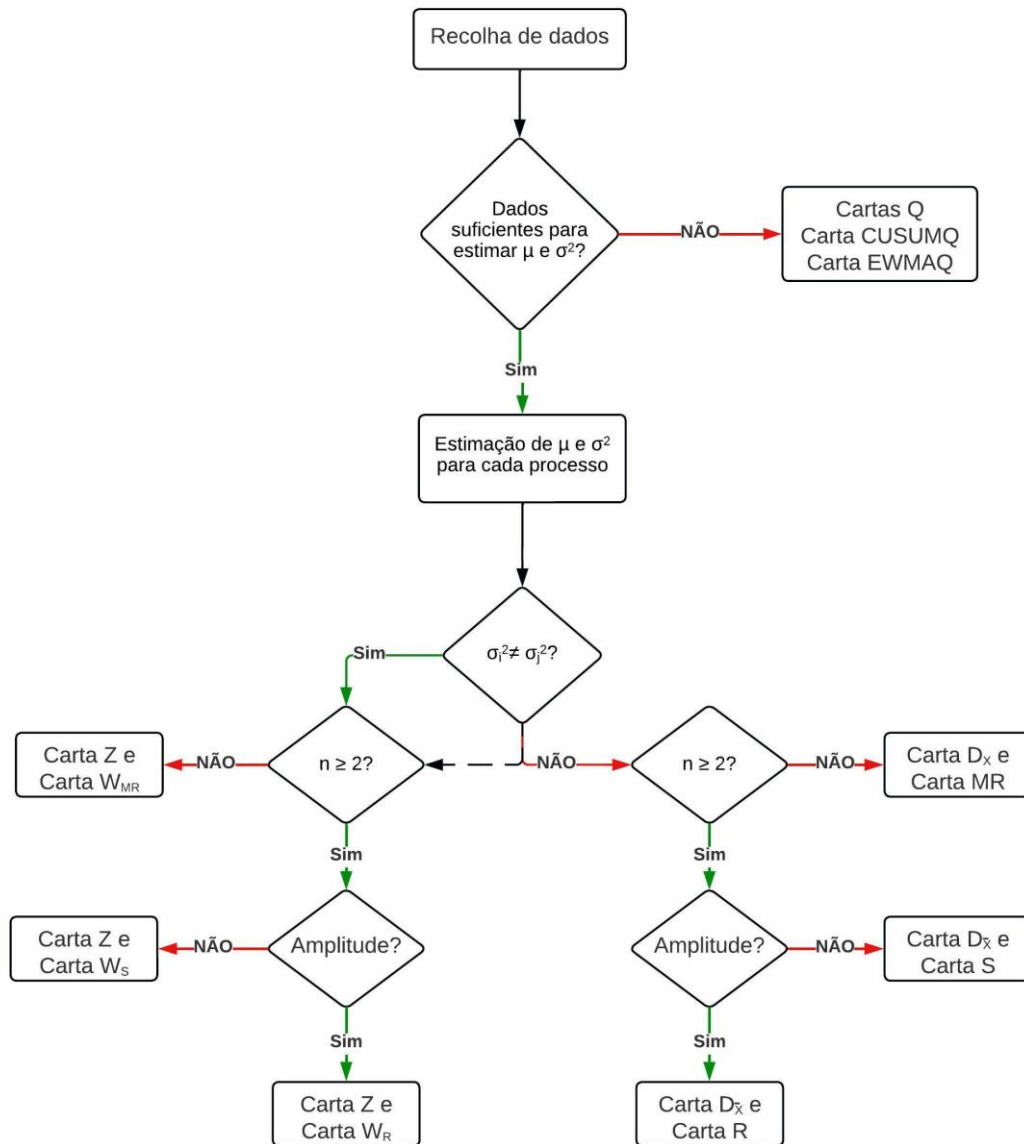 Recolha de dados
Dados
suficientes para
estimar μ e σ²?
NÃO
Cartas Q
Carta CUSUMQ
Carta EWMAQ
Sim
Estimação de μ e σ²
para cada processo
σᵢ²≠ σⱼ²?
Sim
n ≥ 2?
NÃO
Carta Z e
Carta W_MR
NÃO
n ≥ 2?
NÃO
Carta Dₓ e
Carta MR
Sim
Sim
Amplitude?
NÃO
Carta Z e
Carta W_S
Amplitude?
NÃO
Carta D_x̄ e
Carta S
Sim
Sim
Carta Z e
Carta W_R
Carta D_x̄ e
Carta R